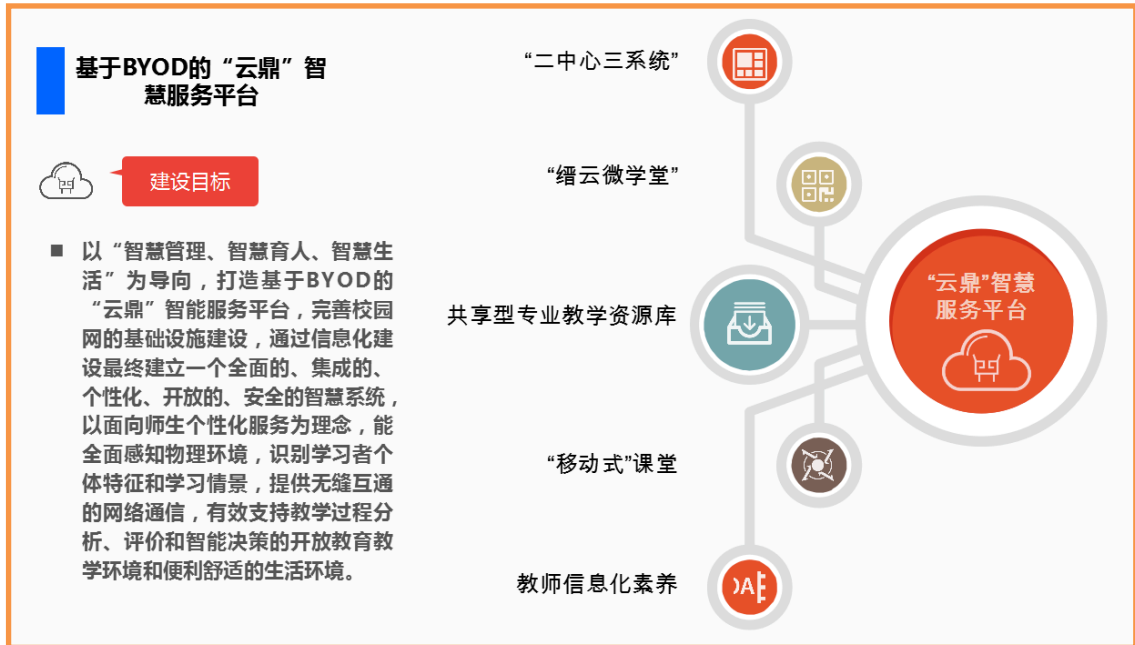 基于BYOD的“云鼎”智
慧服务平台
建设目标
■ 以“智慧管理、智慧育人、智慧生
活”为导向，打造基于BYOD的
“云鼎”智能服务平台，完善校园
网的基础设施建设，通过信息化建
设最终建立一个全面的、集成的、
个性化、开放的、安全的智慧系统，
以面向师生个性化服务为理念，能
全面感知物理环境，识别学习者个
体特征和学习情景，提供无缝互通
的网络通信，有效支持教学过程分
析、评价和智能决策的开放教育教
学环境和便利舒适的生活环境。
“二中心三系统”
“缙云微学堂”
共享型专业教学资源库
“移动式”课堂
教师信息化素养
“云鼎”智慧
服务平台